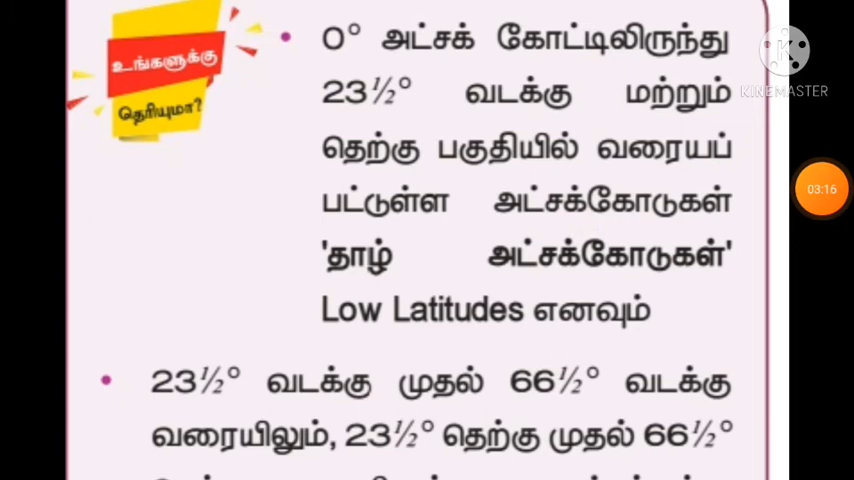 உங்களுக்கு
தெரியுமா?
0° அட்சக் கோட்டிலிருந்து
23½° வடக்கு மற்றும்
தெற்கு பகுதியில் வரையப்
பட்டுள்ள அட்சக்கோடுகள்
'தாழ் அட்சக்கோடுகள்'
Low Latitudes எனவும்
23½° வடக்கு முதல் 66½° வடக்கு
வரையிலும், 23½° தெற்கு முதல் 66½°
KINEMASTER
03:16